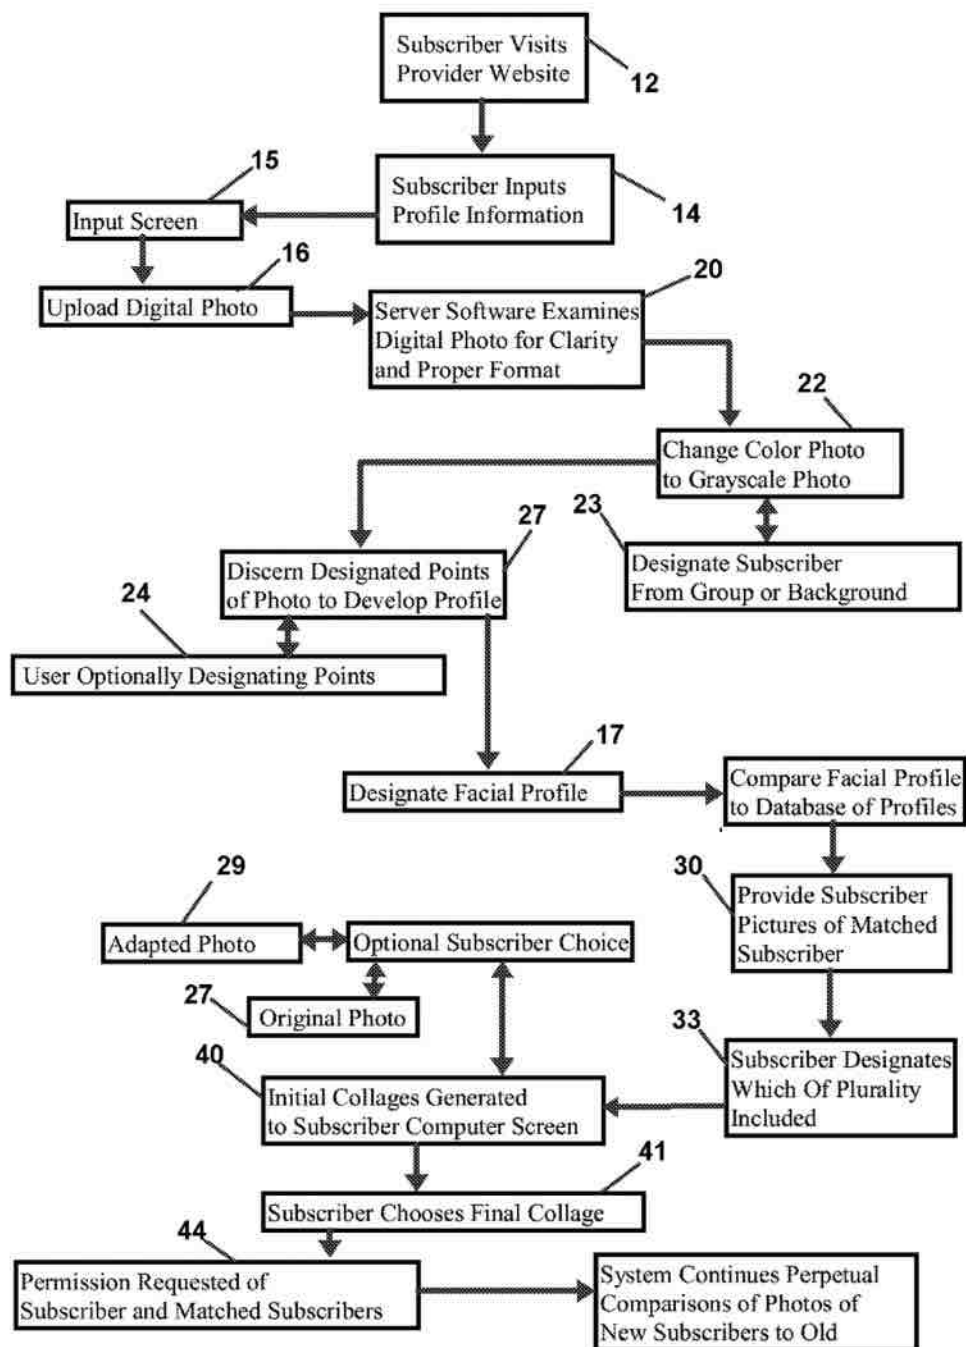 Subscriber Visits
Provider Website
12
15
Subscriber Inputs
Profile Information
14
Input Screen
16
Upload Digital Photo
20
Server Software Examines
Digital Photo for Clarity
and Proper Format
22
Change Color Photo
to Grayscale Photo
23
Designate Subscriber
From Group or Background
27
Discern Designated Points
of Photo to Develop Profile
24
User Optionally Designating Points
17
Designate Facial Profile
Compare Facial Profile
to Database of Profiles
30
Provide Subscriber
Pictures of Matched
Subscriber
29
Adapted Photo
Optional Subscriber Choice
27
Original Photo
33
Subscriber Designates
Which Of Plurality
Included
40
Initial Collages Generated
to Subscriber Computer Screen
41
Subscriber Chooses Final Collage
44
Permission Requested of
Subscriber and Matched Subscribers
System Continues Perpetual
Comparisons of Photos of
New Subscribers to Old